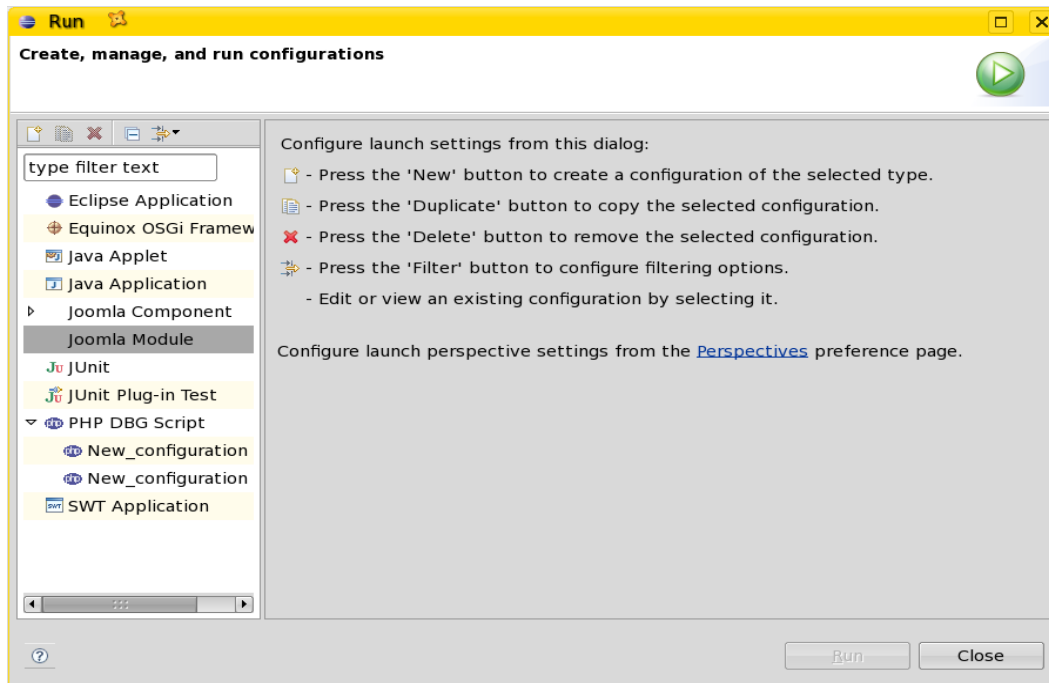 Run
Create, manage, and run configurations
type filter text
Eclipse Application
Equinox OSGi Framew
Java Applet
Java Application
Joomla Component
Joomla Module
Ju JUnit
JUnit Plug-in Test
PHP DBG Script
New_configuration
New_configuration
SWT Application
Configure launch settings from this dialog:
- Press the 'New' button to create a configuration of the selected type.
- Press the 'Duplicate' button to copy the selected configuration.
- Press the 'Delete' button to remove the selected configuration.
- Press the 'Filter' button to configure filtering options.
- Edit or view an existing configuration by selecting it.
Configure launch perspective settings from the Perspectives preference page.
Run
Close